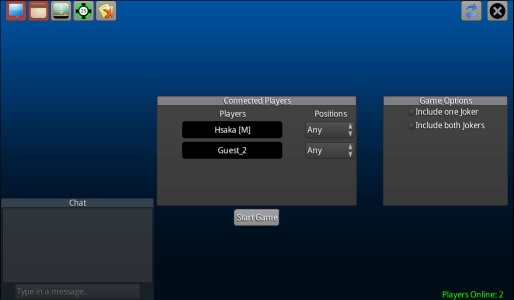 Connected Players
Players Positions
Hsaka [M] Any
Guest_2 Any
Start Game
Game Options
Include one Joker
Include both Jokers
Chat
Type in a message..
Players Online: 2